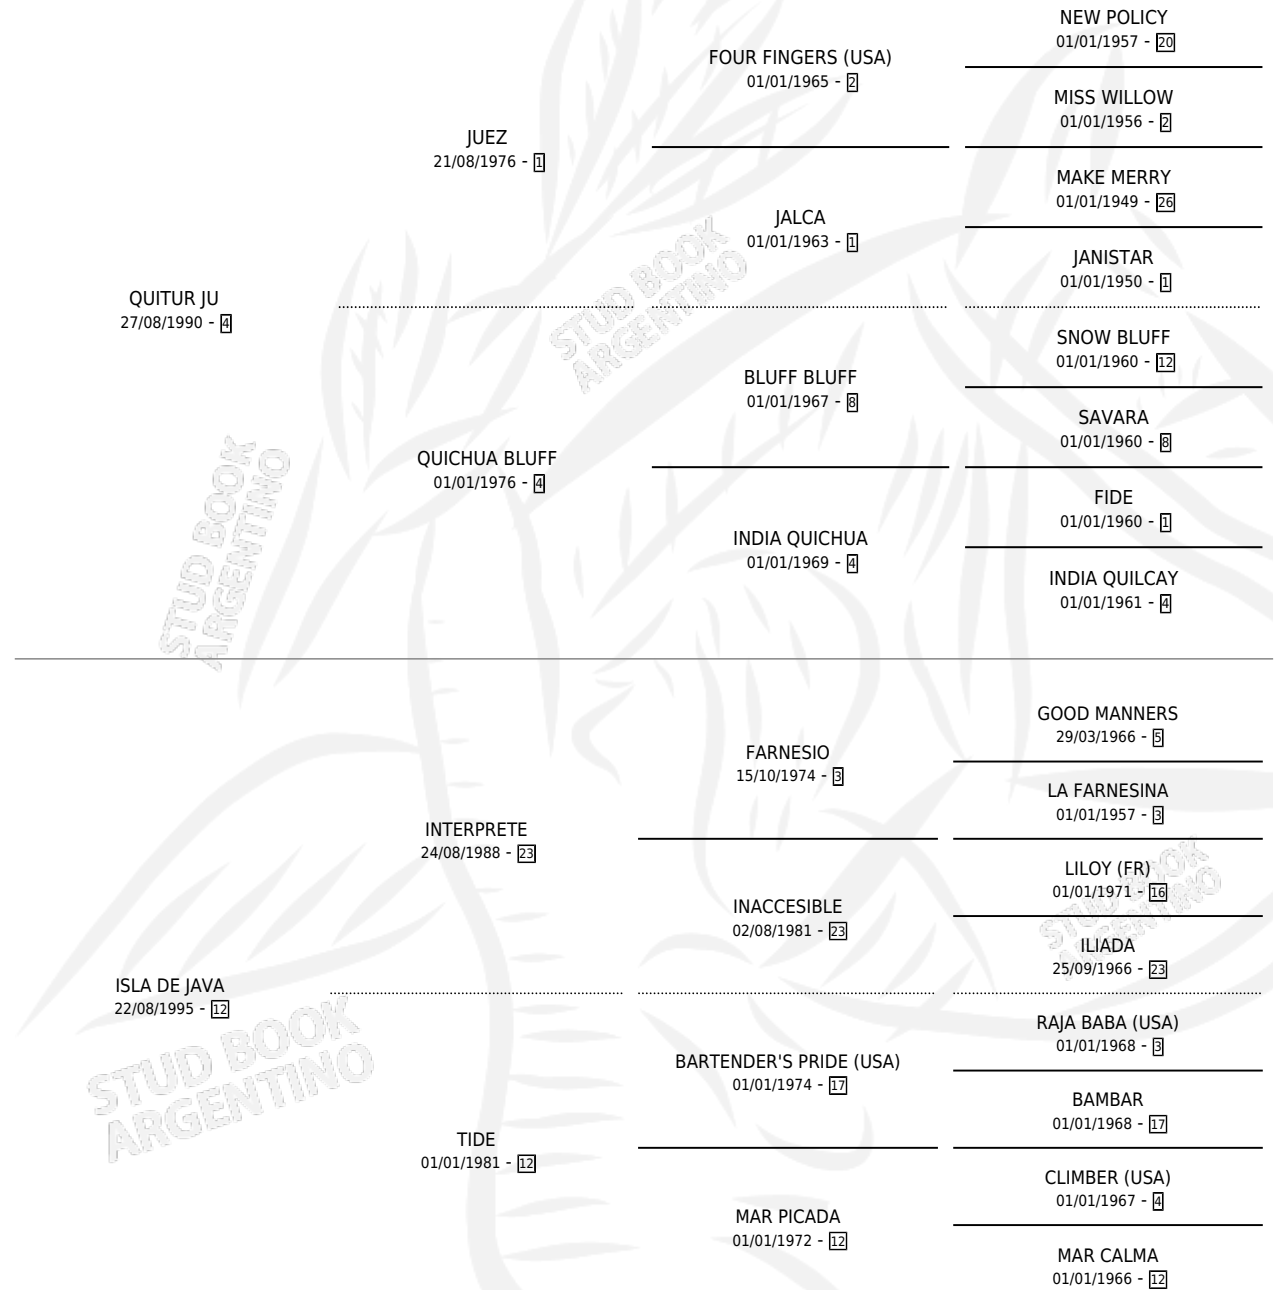 NEW POLICY
01/01/1957 - 20
FOUR FINGERS (USA)
01/01/1965 - 2
MISS WILLOW
01/01/1956 - 2
JUEZ
21/08/1976 - 1
MAKE MERRY
01/01/1949 - 26
JALCA
01/01/1963 - 1
JANISTAR
01/01/1950 - 1
QUITUR JU
27/08/1990 - 4
SNOW BLUFF
01/01/1960 - 12
BLUFF BLUFF
01/01/1967 - 8
SAVARA
01/01/1960 - 8
QUICHUA BLUFF
01/01/1976 - 4
FIDE
01/01/1960 - 1
INDIA QUICHUA
01/01/1969 - 4
INDIA QUILCAY
01/01/1961 - 4
GOOD MANNERS
29/03/1966 - 5
FARNESIO
15/10/1974 - 3
LA FARNESINA
01/01/1957 - 3
INTERPRETE
24/08/1988 - 23
LILOY (FR)
01/01/1971 - 16
INACCESIBLE
02/08/1981 - 23
ILIADA
25/09/1966 - 23
ISLA DE JAVA
22/08/1995 - 12
RAJA BABA (USA)
01/01/1968 - 3
BARTENDER'S PRIDE (USA)
01/01/1974 - 17
BAMBAR
01/01/1968 - 17
TIDE
01/01/1981 - 12
CLIMBER (USA)
01/01/1967 - 4
MAR PICADA
01/01/1972 - 12
MAR CALMA
01/01/1966 - 12
STUD BOOK
ARGENTINO
STUD BOOK
ARGENTINO
STUD BOOK
ARGENTINO
STUD BOOK
ARGENTINO